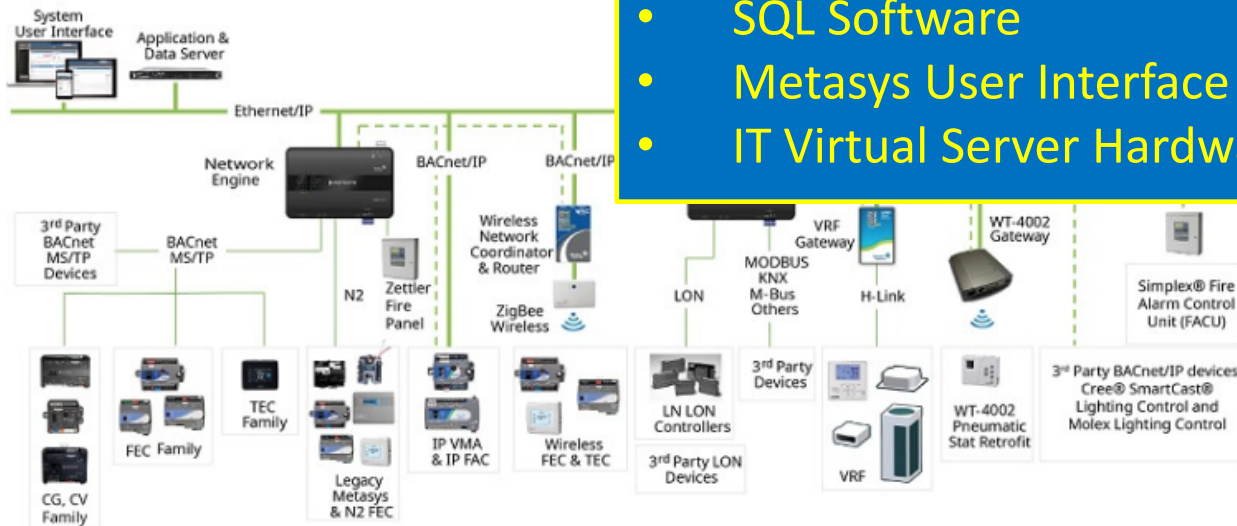 System
User Interface
Application &
Data Server
• SQL Software
• Metasys User Interface
• IT Virtual Server Hardw
Ethernet/IP
Network
Engine
BACnet/IP
BACnet/IP
3rd Party
BACnet
MS/TP
Devices
BACnet
MS/TP
N2
Zettler
Fire
Panel
Wireless
Network
Coordinator
& Router
ZigBee
Wireless
LON
MODBUS
KNX
M-Bus
Others
VRF
Gateway
H-Link
WT-4002
Gateway
Simplex® Fire
Alarm Control
Unit (FACU)
CG, CV
Family
FEC Family
TEC
Family
Legacy
Metasys
& N2 FEC
IP VMA
& IP FAC
Wireless
FEC & TEC
LN LON
Controllers
3rd Party LON
Devices
3rd Party
Devices
VRF
WT-4002
Pneumatic
Stat Retrofit
3rd Party BACnet/IP devices
Cree® SmartCast®
Lighting Control and
Molex Lighting Control